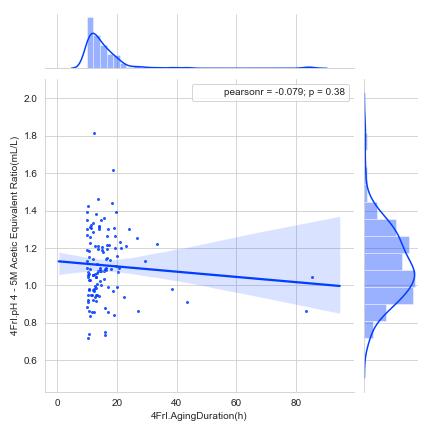 pearsonr = -0.079; p = 0.38
2.0
1.8
1.6
1.4
1.2
1.0
0.8
0.6
4Frl.pH 4 - 5M Acetic Equivalent Ratio(mL/L)
0 20 40 60 80
4Frl.AgingDuration(h)